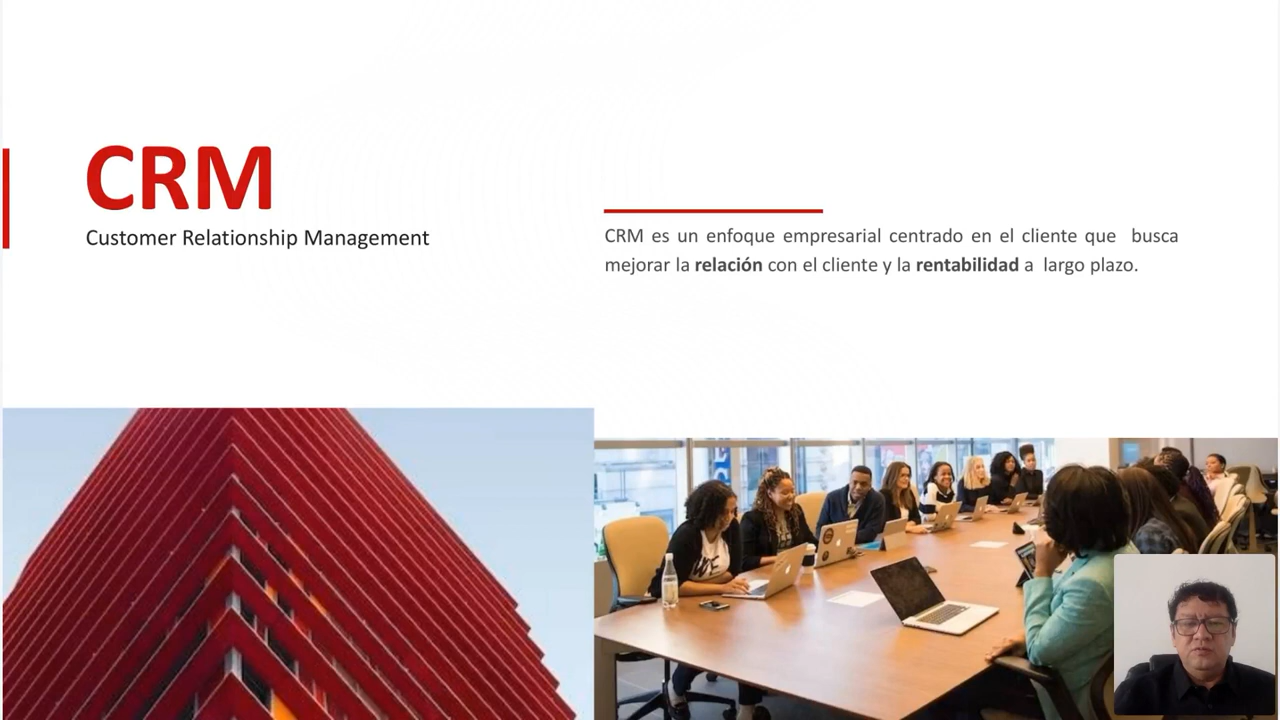 CRM
Customer Relationship Management
CRM es un enfoque empresarial centrado en el cliente que busca
mejorar la relación con el cliente y la rentabilidad a largo plazo.